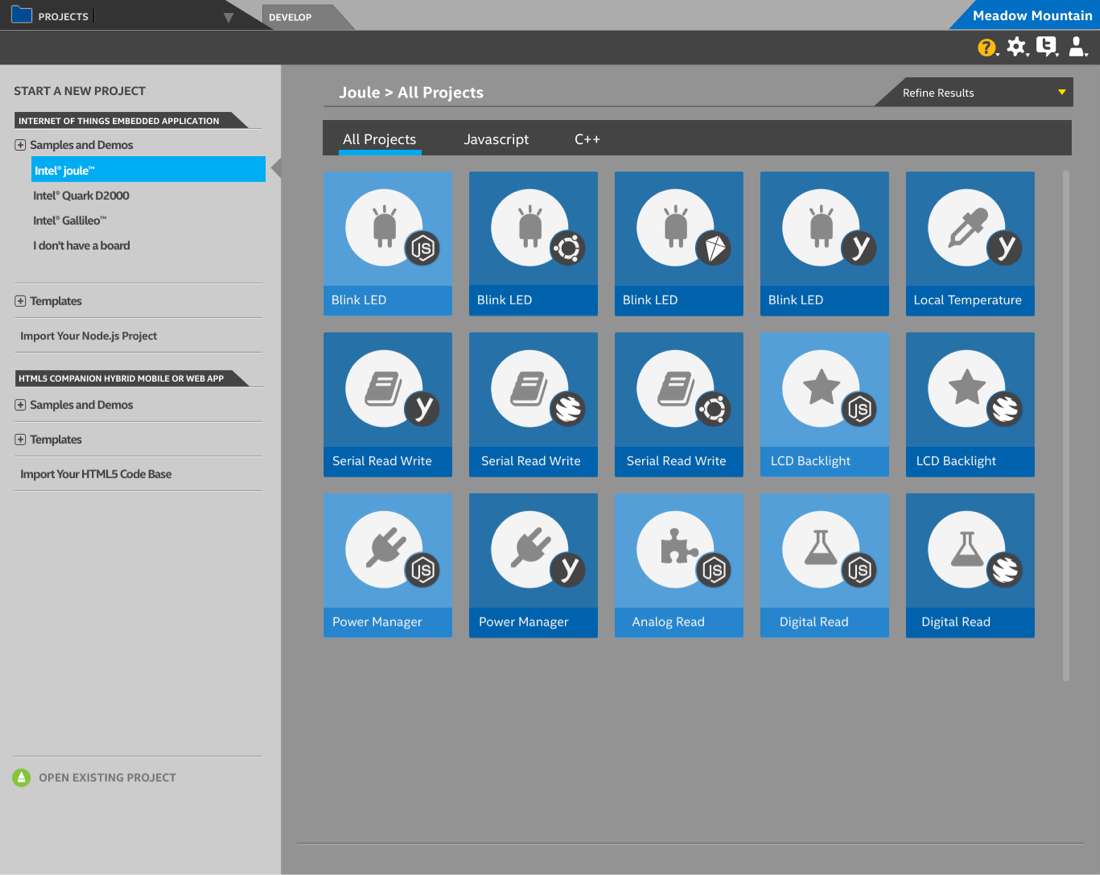 PROJECTS
DEVELOP
Meadow Mountain
?
START A NEW PROJECT
INTERNET OF THINGS EMBEDDED APPLICATION
Samples and Demos
Intel® joule™
Intel® Quark D2000
Intel® Gallileo™
I don't have a board
Templates
Import Your Node.js Project
HTML5 COMPANION HYBRID MOBILE OR WEB APP
Samples and Demos
Templates
Import Your HTML5 Code Base
OPEN EXISTING PROJECT
Joule > All Projects
Refine Results
All Projects Javascript C++
JS y y
Blink LED Blink LED Blink LED Blink LED Local Temperature
y JS
Serial Read Write Serial Read Write Serial Read Write LCD Backlight LCD Backlight
JS y JS JS
Power Manager Power Manager Analog Read Digital Read Digital Read